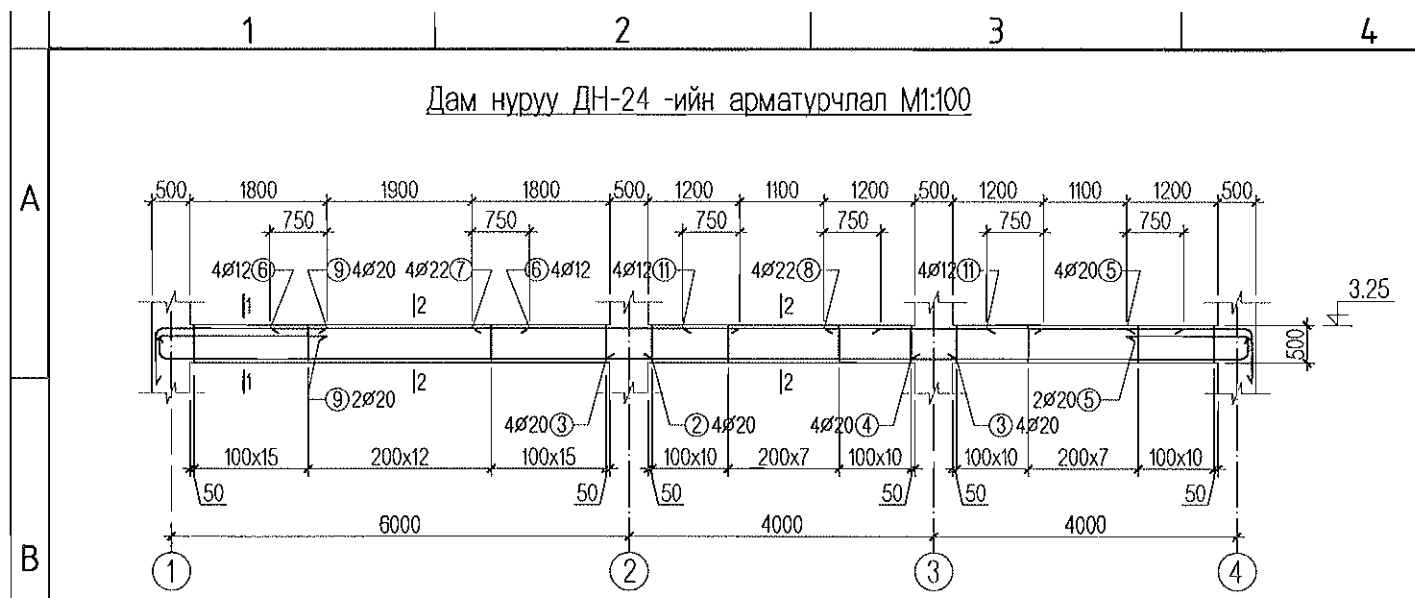 1 2 3 4
A
B
Дам нуруу ДН-24 -ийн арматурчлал М1:100
500 1800 1900 1800 500 1200 1100 1200 500 1200 1100 1200 500
750 750 750 750 750 750
4Ø12⑥ ⑨4Ø20 4Ø22⑦ ⑥4Ø12 4Ø12⑪ 4Ø22⑧ 4Ø12⑪ 4Ø20⑤
3.25
1 2 2
500
1 2 2
⑨2Ø20 2Ø20⑤
4Ø20③ ②4Ø20 4Ø20④ ③4Ø20
100x15 200x12 100x15 100x10 200x7 100x10 100x10 200x7 100x10
50 50 50 50 50 50
6000 4000 4000
1 2 3 4